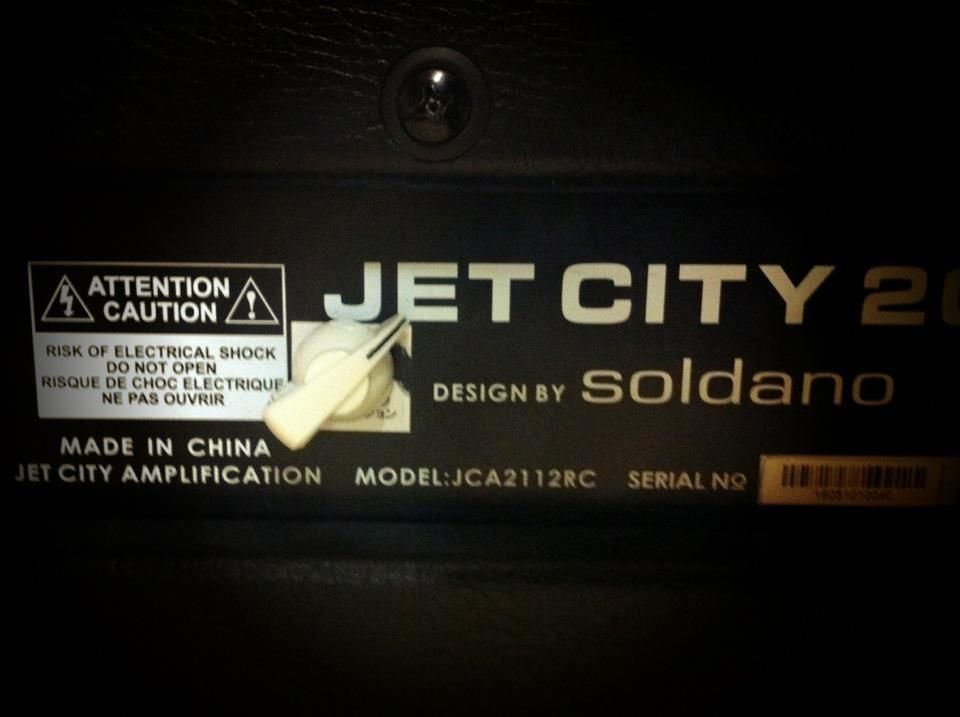 ATTENTION
CAUTION
RISK OF ELECTRICAL SHOCK
DO NOT OPEN
RISQUE DE CHOC ELECTRIQUE
NE PAS OUVRIR
JET CITY 20
DESIGN BY soldano
MADE IN CHINA
JET CITY AMPLIFICATION MODEL:JCA2112RC SERIAL Nº